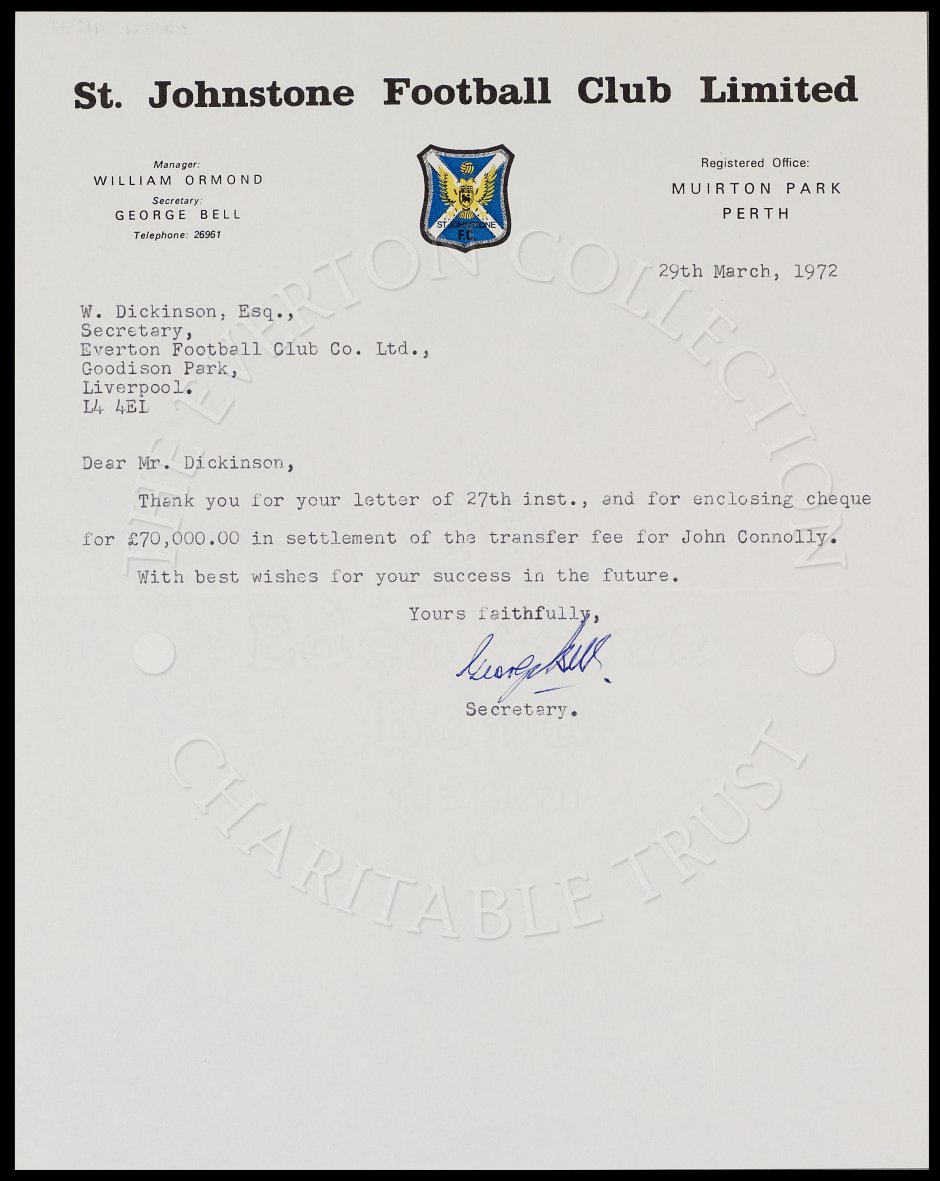 St. Johnstone Football Club Limited
Manager:
WILLIAM ORMOND
Secretary:
GEORGE BELL
Telephone: 26961
ST. JOHNSTONE
F.C.
Registered Office:
MUIRTON PARK
PERTH
29th March, 1972
W. Dickinson, Esq.,
Secretary,
Everton Football Club Co. Ltd.,
Goodison Park,
Liverpool.
L4 4EL
Dear Mr. Dickinson,
Thank you for your letter of 27th inst., and for enclosing cheque
for £70,000.00 in settlement of the transfer fee for John Connolly.
With best wishes for your success in the future.
Yours faithfully,
George Bell.
Secretary.
THE EVERTON COLLECTION
CHARITABLE TRUST